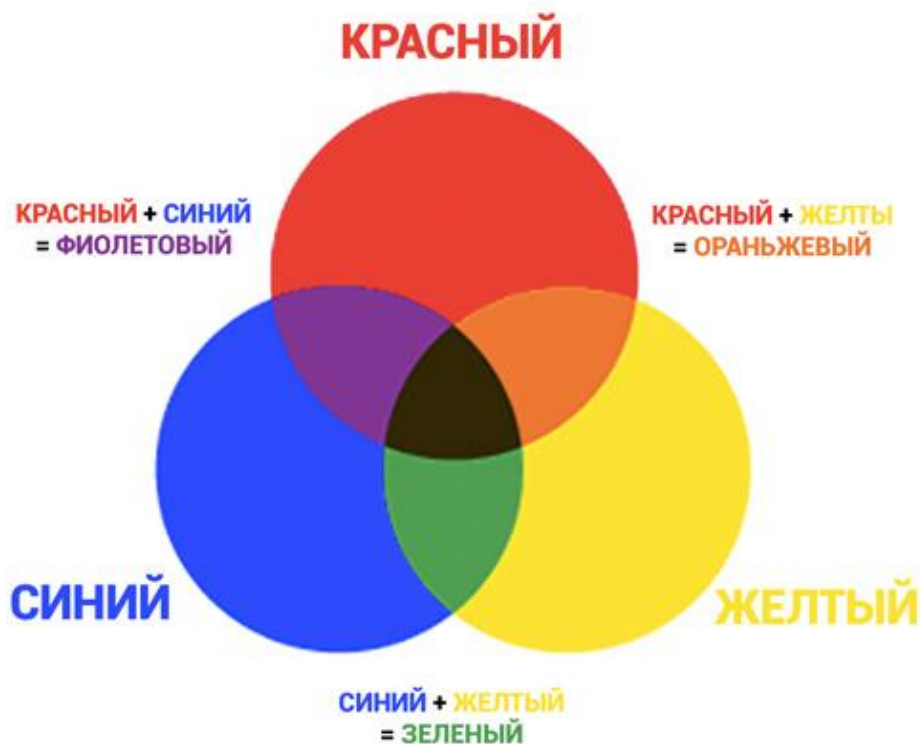 КРАСНЫЙ
КРАСНЫЙ + СИНИЙ
= ФИОЛЕТОВЫЙ
КРАСНЫЙ + ЖЕЛТЫ
= ОРАНЬЖЕВЫЙ
СИНИЙ
ЖЕЛТЫЙ
СИНИЙ + ЖЕЛТЫЙ
= ЗЕЛЕНЫЙ